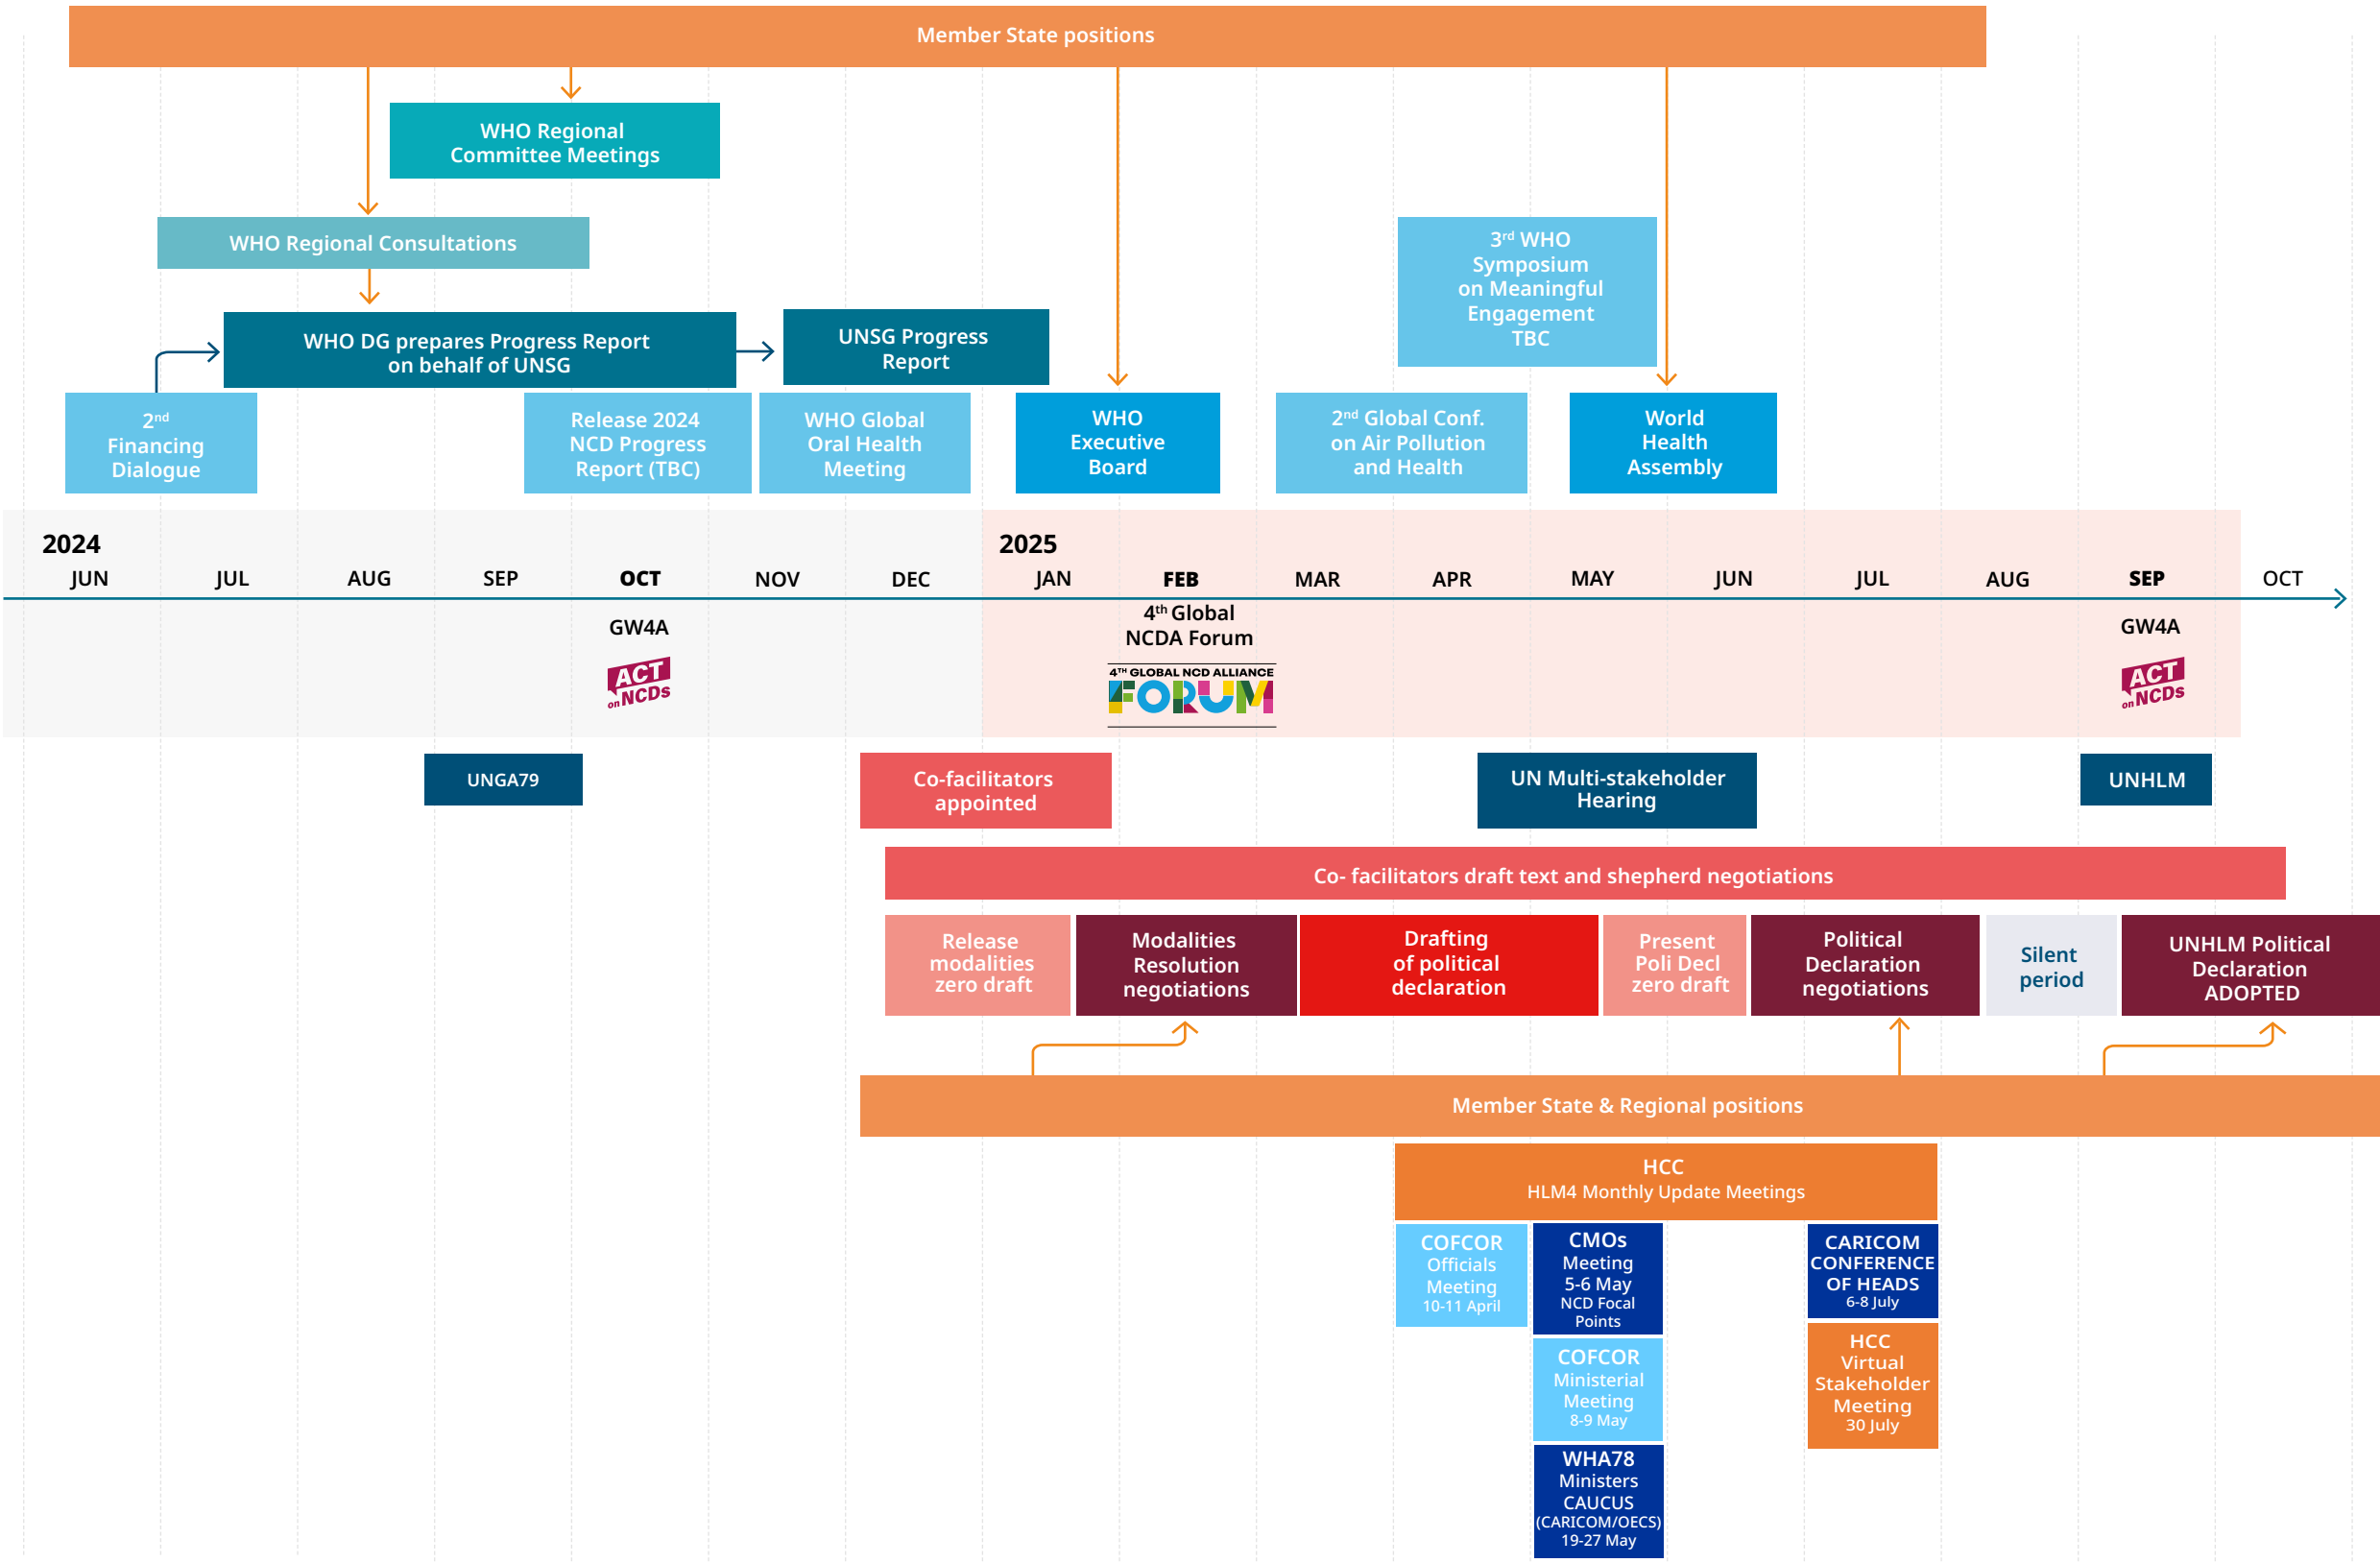 Member State positions
WHO Regional
Committee Meetings
WHO Regional Consultations
3rd WHO
Symposium
on Meaningful
Engagement
TBC
WHO DG prepares Progress Report
on behalf of UNSG
UNSG Progress
Report
2nd
Financing
Dialogue
Release 2024
NCD Progress
Report (TBC)
WHO Global
Oral Health
Meeting
WHO
Executive
Board
2nd Global Conf.
on Air Pollution
and Health
World
Health
Assembly
2024
2025
JUN
JUL
AUG
SEP
OCT
NOV
DEC
JAN
FEB
MAR
APR
MAY
JUN
JUL
AUG
SEP
OCT
GW4A
ACT
on NCDs
4th Global
NCDA Forum
4TH GLOBAL NCD ALLIANCE
FORUM
GW4A
ACT
on NCDs
UNGA79
Co-facilitators
appointed
UN Multi-stakeholder
Hearing
UNHLM
Co- facilitators draft text and shepherd negotiations
Release
modalities
zero draft
Modalities
Resolution
negotiations
Drafting
of political
declaration
Present
Poli Decl
zero draft
Political
Declaration
negotiations
Silent
period
UNHLM Political
Declaration
ADOPTED
Member State & Regional positions
HCC
HLM4 Monthly Update Meetings
COFCOR
Officials
Meeting
10-11 April
CMOs
Meeting
5-6 May
NCD Focal
Points
CARICOM
CONFERENCE
OF HEADS
6-8 July
COFCOR
Ministerial
Meeting
8-9 May
HCC
Virtual
Stakeholder
Meeting
30 July
WHA78
Ministers
CAUCUS
(CARICOM/OECS)
19-27 May